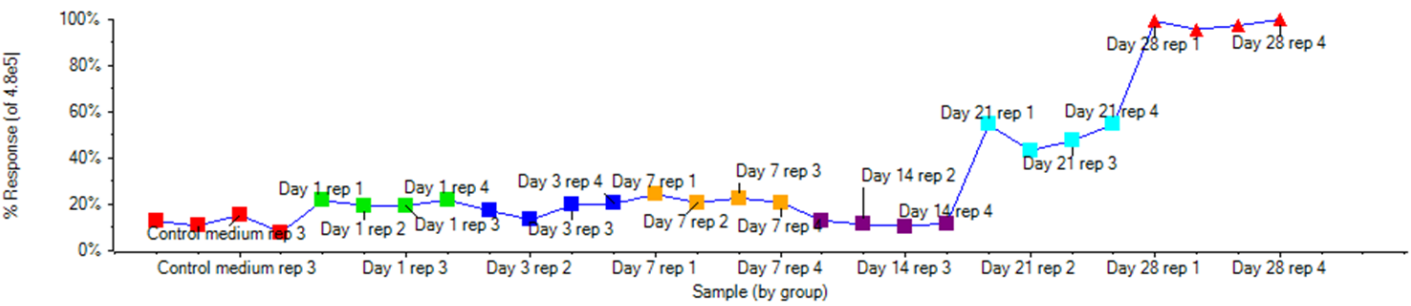 100%
80%
60%
40%
20%
0%
% Response [of 4.8e5]
Control medium rep 3
Day 1 rep 1
Day 1 rep 2
Day 1 rep 3
Day 1 rep 4
Day 3 rep 3
Day 3 rep 4
Day 7 rep 1
Day 7 rep 2
Day 7 rep 3
Day 7 rep 4
Day 14 rep 2
Day 14 rep 4
Day 21 rep 1
Day 21 rep 3
Day 21 rep 4
Day 28 rep 1
Day 28 rep 4
Control medium rep 3
Day 1 rep 3
Day 3 rep 2
Day 7 rep 1
Day 7 rep 4
Day 14 rep 3
Day 21 rep 2
Day 28 rep 1
Day 28 rep 4
Sample (by group)